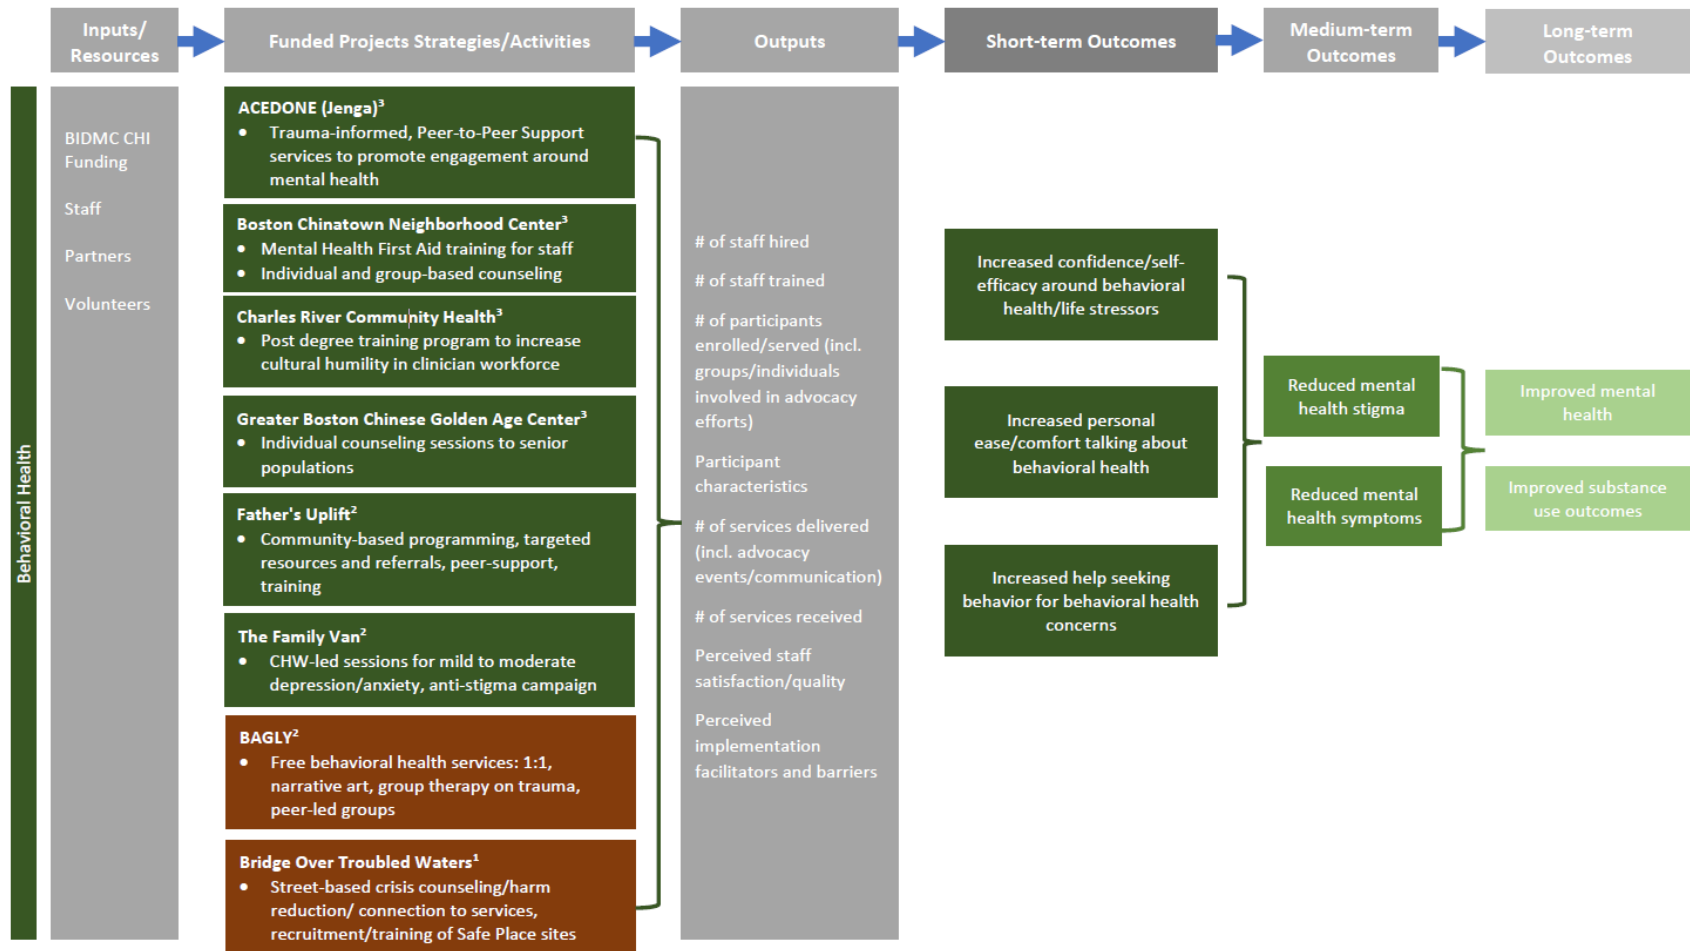 Inputs/
Resources
Funded Projects Strategies/Activities
Outputs
Short-term Outcomes
Medium-term
Outcomes
Long-term
Outcomes
Behavioral Health
BIDMC CHI
Funding
Staff
Partners
Volunteers
ACEDONE (Jenga)³
• Trauma-informed, Peer-to-Peer Support
services to promote engagement around
mental health
Boston Chinatown Neighborhood Center³
• Mental Health First Aid training for staff
• Individual and group-based counseling
Charles River Community Health³
• Post degree training program to increase
cultural humility in clinician workforce
Greater Boston Chinese Golden Age Center³
• Individual counseling sessions to senior
populations
Father's Uplift²
• Community-based programming, targeted
resources and referrals, peer-support,
training
The Family Van²
• CHW-led sessions for mild to moderate
depression/anxiety, anti-stigma campaign
BAGLY²
• Free behavioral health services: 1:1,
narrative art, group therapy on trauma,
peer-led groups
Bridge Over Troubled Waters¹
• Street-based crisis counseling/harm
reduction/ connection to services,
recruitment/training of Safe Place sites
# of staff hired
# of staff trained
# of participants
enrolled/served (incl.
groups/individuals
involved in advocacy
efforts)
Participant
characteristics
# of services delivered
(incl. advocacy
events/communication)
# of services received
Perceived staff
satisfaction/quality
Perceived
implementation
facilitators and barriers
Increased confidence/self-
efficacy around behavioral
health/life stressors
Increased personal
ease/comfort talking about
behavioral health
Increased help seeking
behavior for behavioral health
concerns
Reduced mental
health stigma
Reduced mental
health symptoms
Improved mental
health
Improved substance
use outcomes